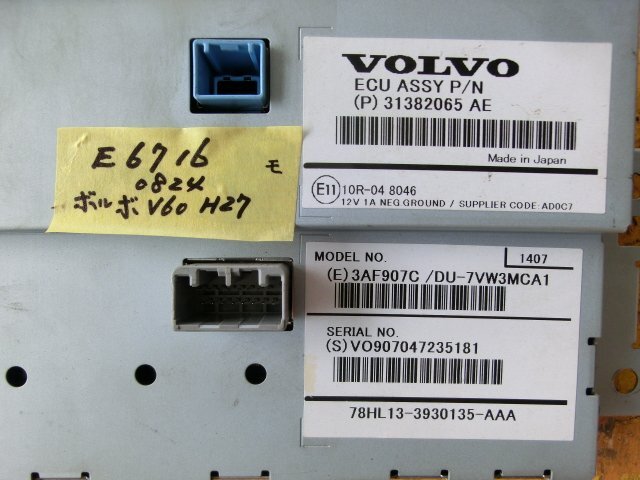 VOLVO
ECU ASSY P/N
(P) 31382065 AE
Made in Japan
E11 10R-04 8046
12V 1A NEG.GROUND / SUPPLIER CODE:AD0C7
E6716
モ
0824
ボルボ V60 H27
MODEL NO.
1407
(E)3AF907C /DU-7VW3MCA1
SERIAL NO.
(S)VO907047235181
78HL13-3930135-AAA